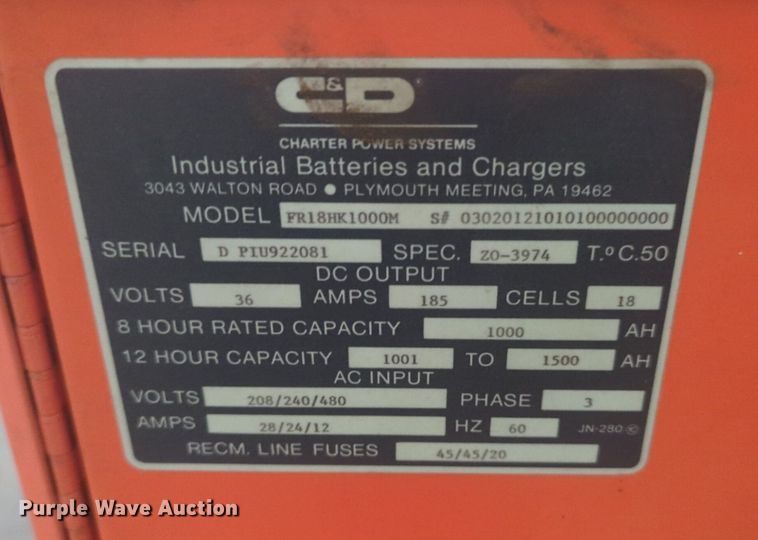 C&D
CHARTER POWER SYSTEMS
Industrial Batteries and Chargers
3043 WALTON ROAD ● PLYMOUTH MEETING, PA 19462
MODEL FR18HK1000M S# 03020121010100000000
SERIAL D PIU922081 SPEC. ZO-3974 T.º C.50
DC OUTPUT
VOLTS 36 AMPS 185 CELLS 18
8 HOUR RATED CAPACITY 1000 AH
12 HOUR CAPACITY 1001 TO 1500 AH
AC INPUT
VOLTS 208/240/480 PHASE 3
AMPS 28/24/12 HZ 60 JN-280
RECM. LINE FUSES 45/45/20
Purple Wave Auction